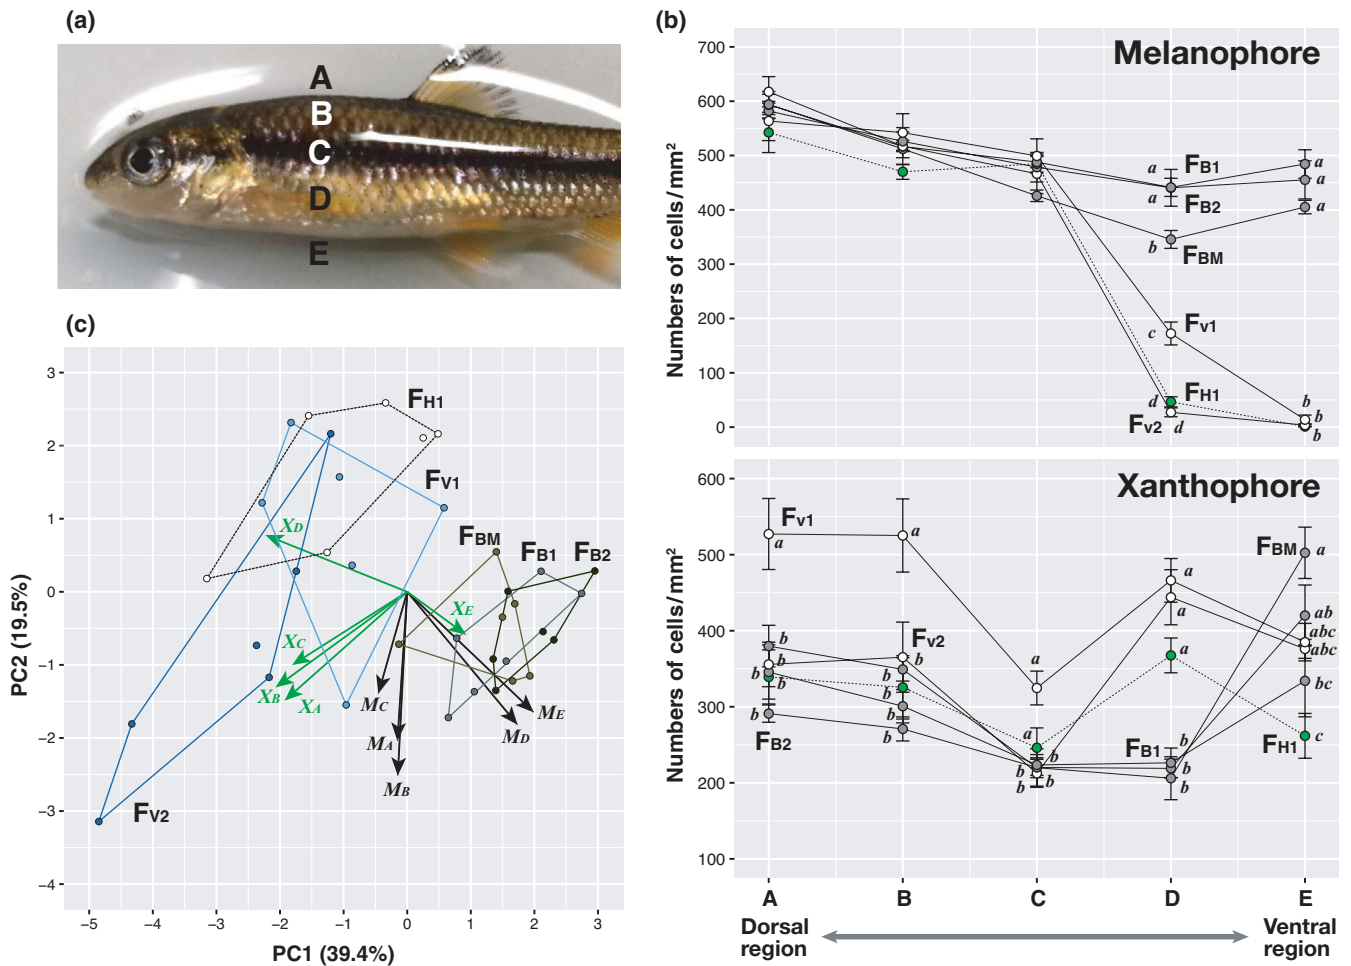 (a)
A
B
C
D
E
(b)
Melanophore
Numbers of cells/mm²
700
600
500
400
300
200
100
0
a
a
b
c
d
d
a
a
a
b
b
b
FB1
FB2
FBM
FV1
FH1
FV2
Xanthophore
Numbers of cells/mm²
600
500
400
300
200
100
FV1
a
a
b
b
b
b
FB2
FV2
b
b
b
b
a
a
b
b
b
b
a
a
a
b
b
b
FB1
FBM
a
ab
abc
abc
bc
c
FH1
A
B
C
D
E
Dorsal
region
Ventral
region
(c)
PC2 (19.5%)
3
2
1
0
−1
−2
−3
−4
FH1
FV1
FBM
FB1
FB2
FV2
XD
XE
XC
XB
XA
MC
MA
MB
MD
ME
−5
−4
−3
−2
−1
0
1
2
3
PC1 (39.4%)